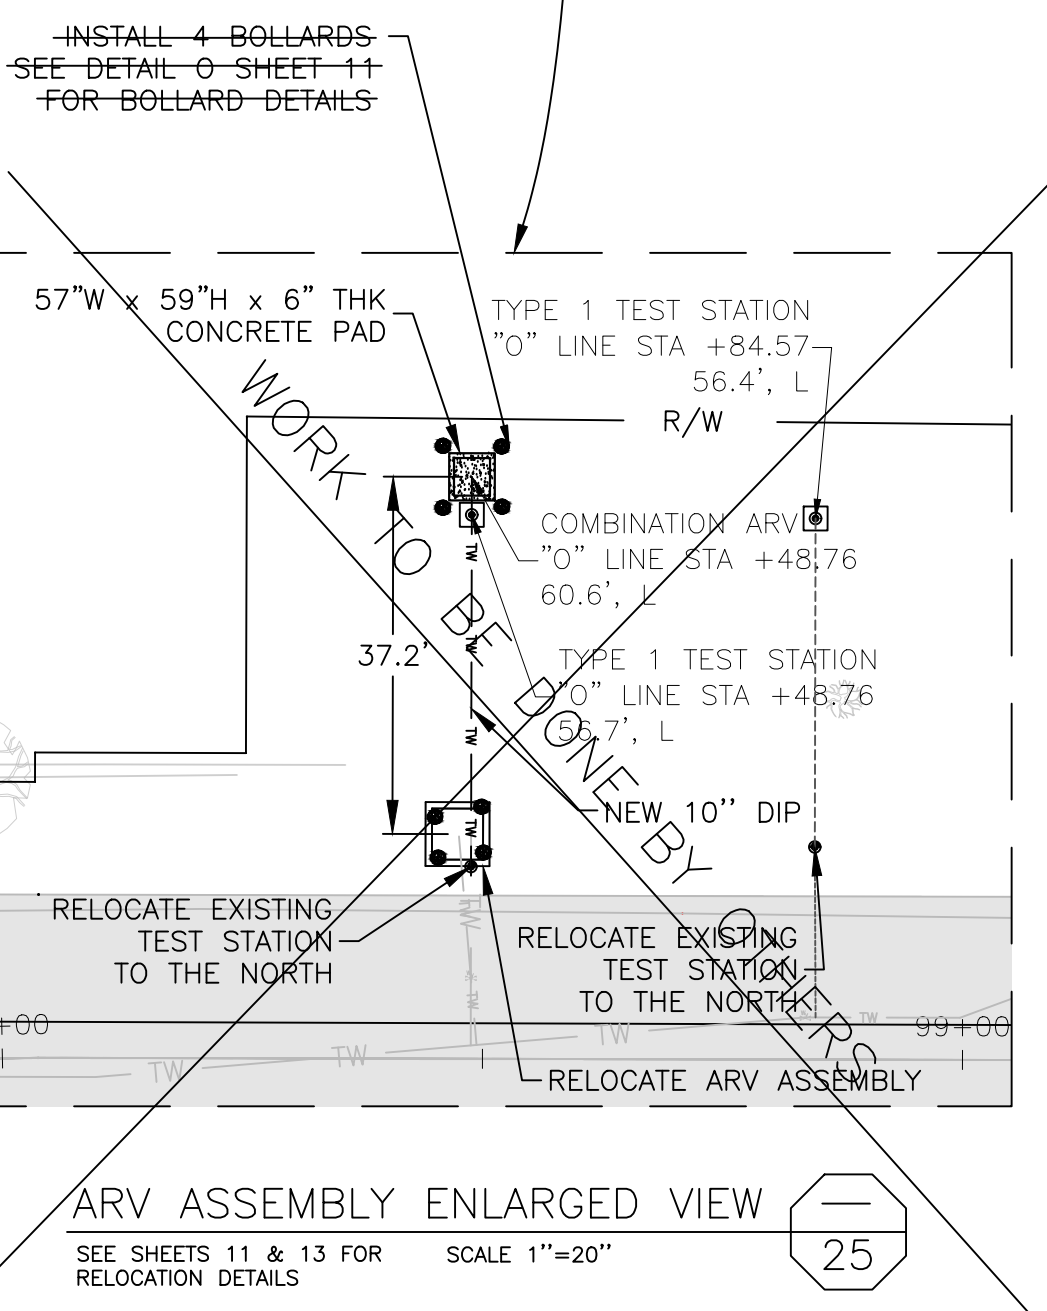 INSTALL 4 BOLLARDS
SEE DETAIL O SHEET 11
FOR BOLLARD DETAILS
57"W x 59"H x 6" THK
CONCRETE PAD
TYPE 1 TEST STATION
"O" LINE STA +84.57
56.4', L
R/W
WORK TO BE DONE BY OTHERS
COMBINATION ARV
"O" LINE STA +48.76
60.6', L
TW
TW
37.2'
TYPE 1 TEST STATION
"O" LINE STA +48.76
56.7', L
TW
NEW 10'' DIP
TW
RELOCATE EXISTING
TEST STATION
TO THE NORTH
TW
RELOCATE EXISTING
TEST STATION
TO THE NORTH
TW
+00
TW
TW
TW
TW
99+00
RELOCATE ARV ASSEMBLY
ARV ASSEMBLY ENLARGED VIEW
25
SEE SHEETS 11 & 13 FOR
RELOCATION DETAILS
SCALE 1''=20''